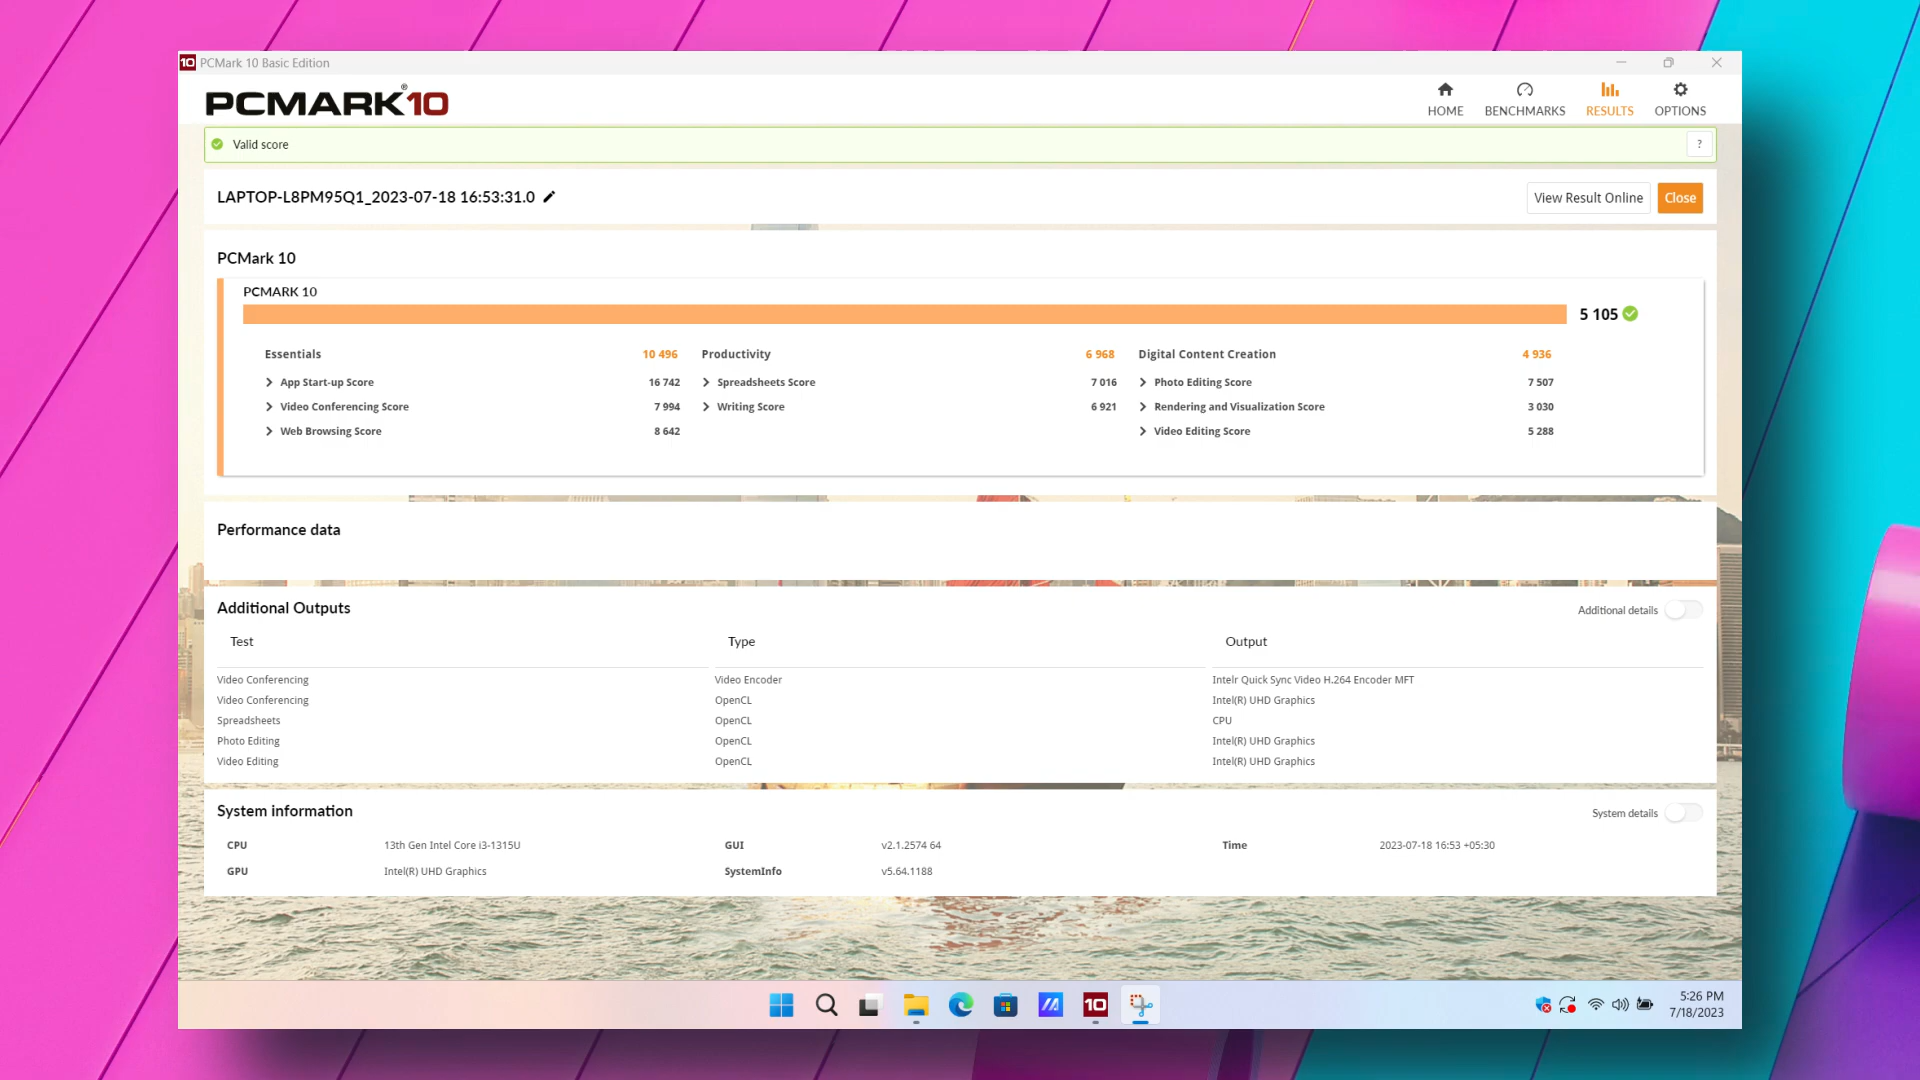 10 PCMark 10 Basic Edition
PCMARK®10
HOME BENCHMARKS RESULTS OPTIONS
Valid score ?
LAPTOP-L8PM95Q1_2023-07-18 16:53:31.0 View Result Online Close
PCMark 10
PCMARK 10
5 105
Essentials 10 496 Productivity 6 968 Digital Content Creation 4 936
App Start-up Score 16 742 Spreadsheets Score 7 016 Photo Editing Score 7 507
Video Conferencing Score 7 994 Writing Score 6 921 Rendering and Visualization Score 3 030
Web Browsing Score 8 642 Video Editing Score 5 288
Performance data
Additional Outputs Additional details
Test Type Output
Video Conferencing Video Encoder Intelr Quick Sync Video H.264 Encoder MFT
Video Conferencing OpenCL Intel(R) UHD Graphics
Spreadsheets OpenCL CPU
Photo Editing OpenCL Intel(R) UHD Graphics
Video Editing OpenCL Intel(R) UHD Graphics
System information System details
CPU 13th Gen Intel Core i3-1315U GUI v2.1.2574 64 Time 2023-07-18 16:53 +05:30
GPU Intel(R) UHD Graphics SystemInfo v5.64.1188
10 5:26 PM
7/18/2023